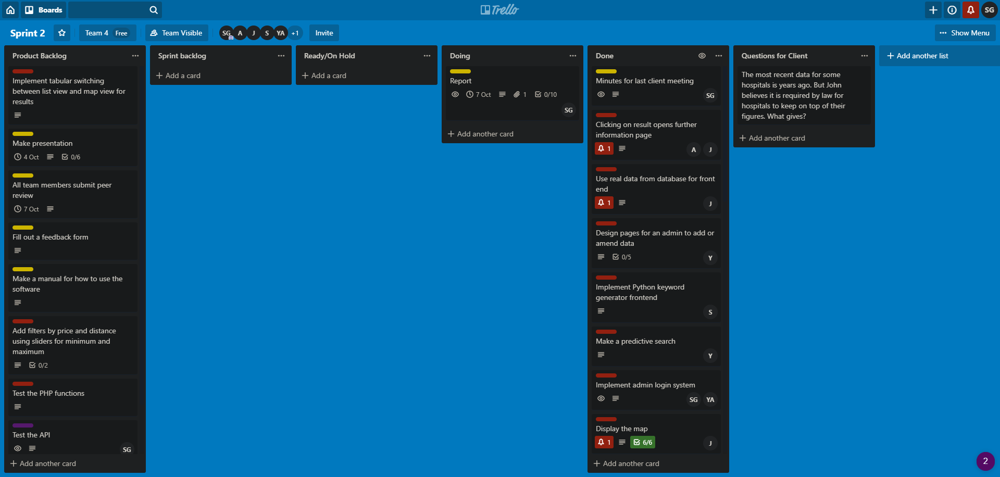 Boards
Trello
SG
Sprint 2
Team 4 Free
Team Visible
SG A J S YA +1
Invite
Show Menu
Product Backlog
Implement tabular switching
between list view and map view for
results
Make presentation
4 Oct 0/6
All team members submit peer
review
7 Oct
Fill out a feedback form
Make a manual for how to use the
software
Add filters by price and distance
using sliders for minimum and
maximum
0/2
Test the PHP functions
Test the API
SG
Add another card
Sprint backlog
Add a card
Ready/On Hold
Add a card
Doing
Report
7 Oct 1 0/10
SG
Add another card
Done
Minutes for last client meeting
SG
Clicking on result opens further
information page
1 A J
Use real data from database for front
end
1 J
Design pages for an admin to add or
amend data
0/5 Y
Implement Python keyword
generator frontend
S
Make a predictive search
Y
Implement admin login system
SG YA
Display the map
1 6/6 J
Add another card
Questions for Client
The most recent data for some
hospitals is years ago. But John
believes it is required by law for
hospitals to keep on top of their
figures. What gives?
Add another card
Add another list
2